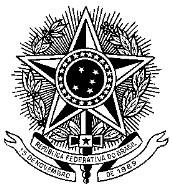 REPÚBLICA FEDERATIVA DO BRASIL
15 DE NOVEMBRO DE 1889